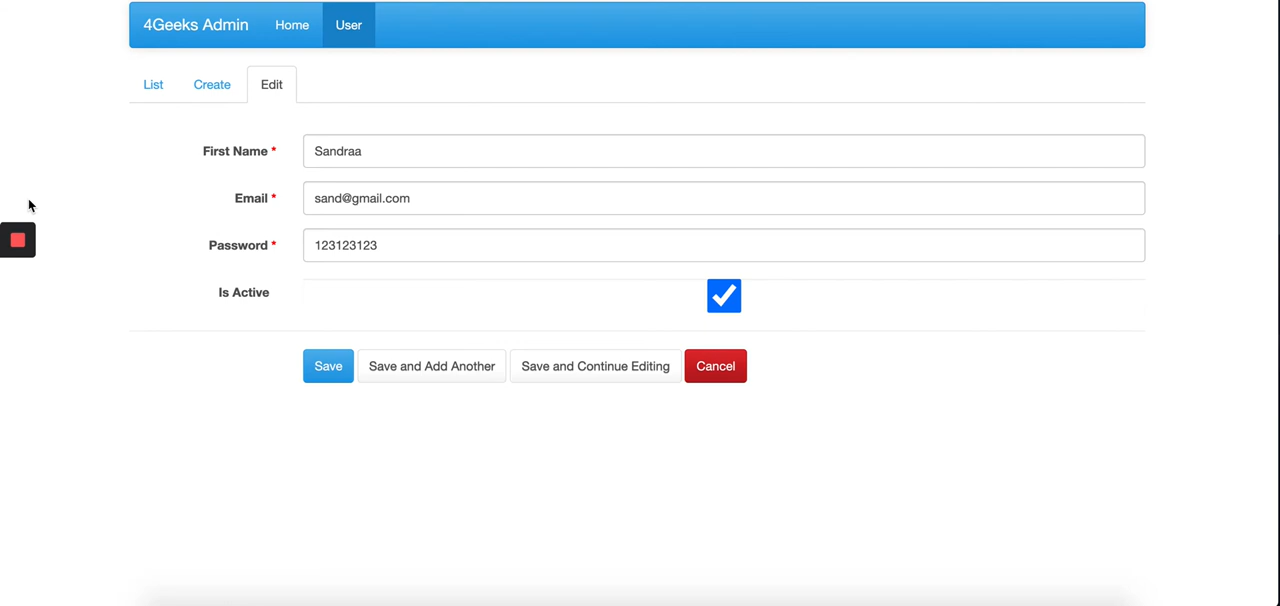 4Geeks Admin Home User
List Create Edit
First Name * Sandraa
Email * sand@gmail.com
Password * 123123123
Is Active
Save Save and Add Another Save and Continue Editing Cancel